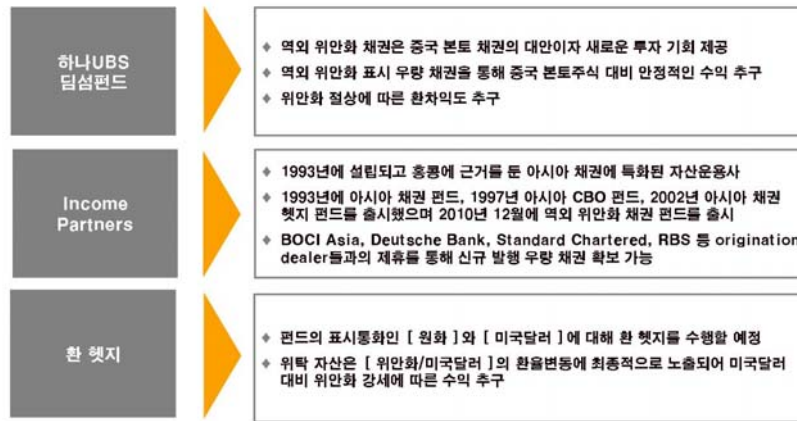 하나UBS
딤섬펀드
◆ 역외 위안화 채권은 중국 본토 채권의 대안이자 새로운 투자 기회 제공
◆ 역외 위안화 표시 우량 채권을 통해 중국 본토주식 대비 안정적인 수익 추구
◆ 위안화 절상에 따른 환차익도 추구
Income
Partners
◆ 1993년에 설립되고 홍콩에 근거를 둔 아시아 채권에 특화된 자산운용사
◆ 1993년에 아시아 채권 펀드, 1997년 아시아 CBO 펀드, 2002년 아시아 채권
헷지 펀드를 출시했으며 2010년 12월에 역외 위안화 채권 펀드를 출시
◆ BOCI Asia, Deutsche Bank, Standard Chartered, RBS 등 origination
dealer들과의 제휴를 통해 신규 발행 우량 채권 확보 가능
환 헷지
◆ 펀드의 표시통화인 [ 원화 ]와 [ 미국달러 ]에 대해 환 헷지를 수행할 예정
◆ 위탁 자산은 [ 위안화/미국달러 ]의 환율변동에 최종적으로 노출되어 미국달러
대비 위안화 강세에 따른 수익 추구